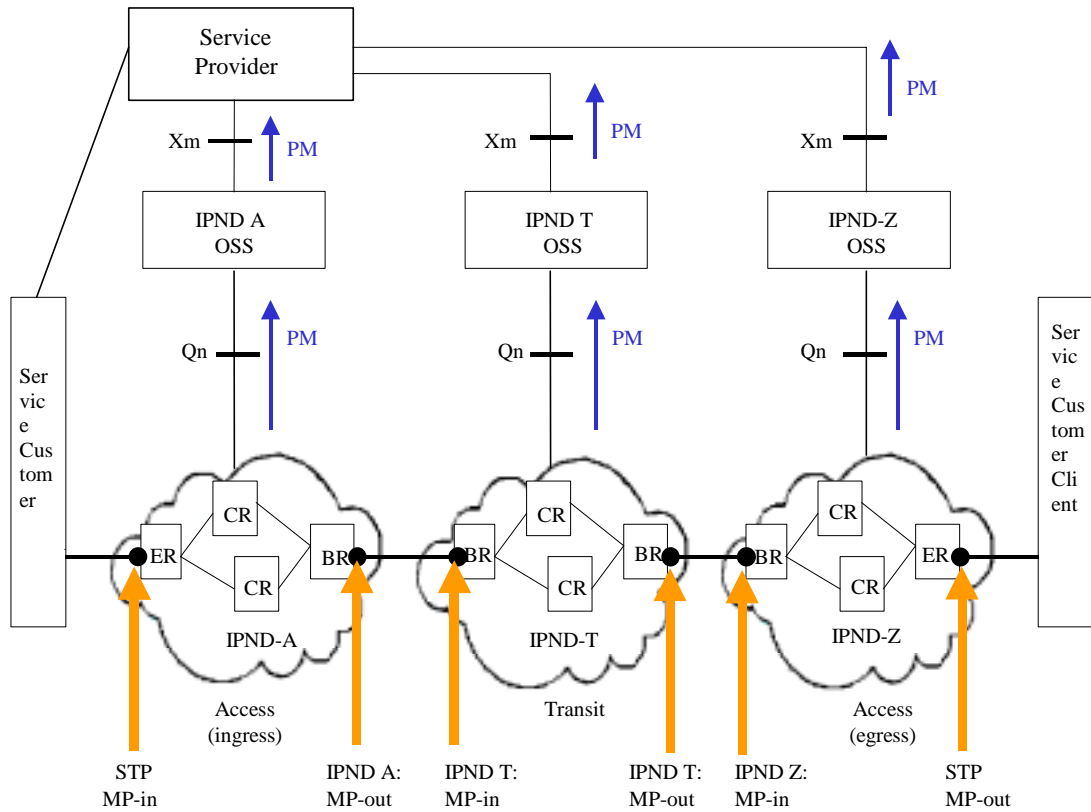 Service
Provider
Xm
PM
Xm
PM
Xm
PM
IPND A
OSS
IPND T
OSS
IPND-Z
OSS
Qn
PM
Qn
PM
Qn
PM
Ser
vic
e
Cus
tom
er
Ser
vic
e
Cus
tom
er
Cli
ent
ER
CR
CR
BR
IPND-A
BR
CR
CR
BR
IPND-T
BR
CR
CR
ER
IPND-Z
Access
(ingress)
Transit
Access
(egress)
STP
MP-in
IPND A:
MP-out
IPND T:
MP-in
IPND T:
MP-out
IPND Z:
MP-in
STP
MP-out